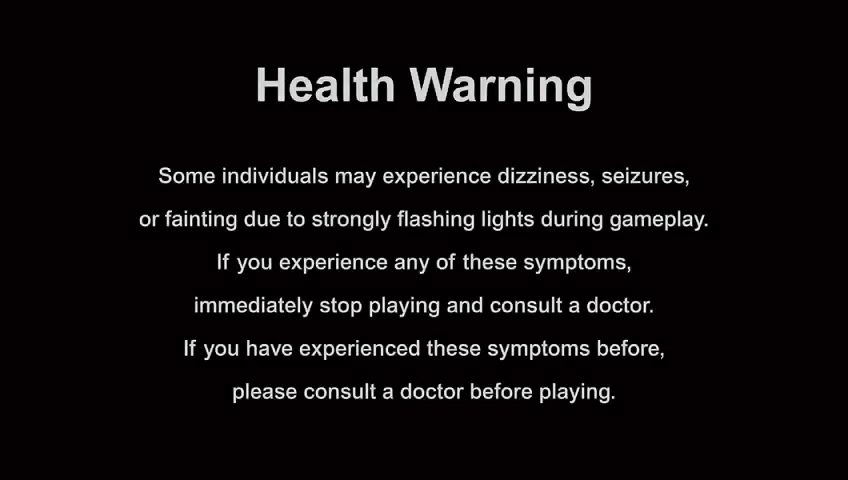 Health Warning
Some individuals may experience dizziness, seizures,
or fainting due to strongly flashing lights during gameplay.
If you experience any of these symptoms,
immediately stop playing and consult a doctor.
If you have experienced these symptoms before,
please consult a doctor before playing.